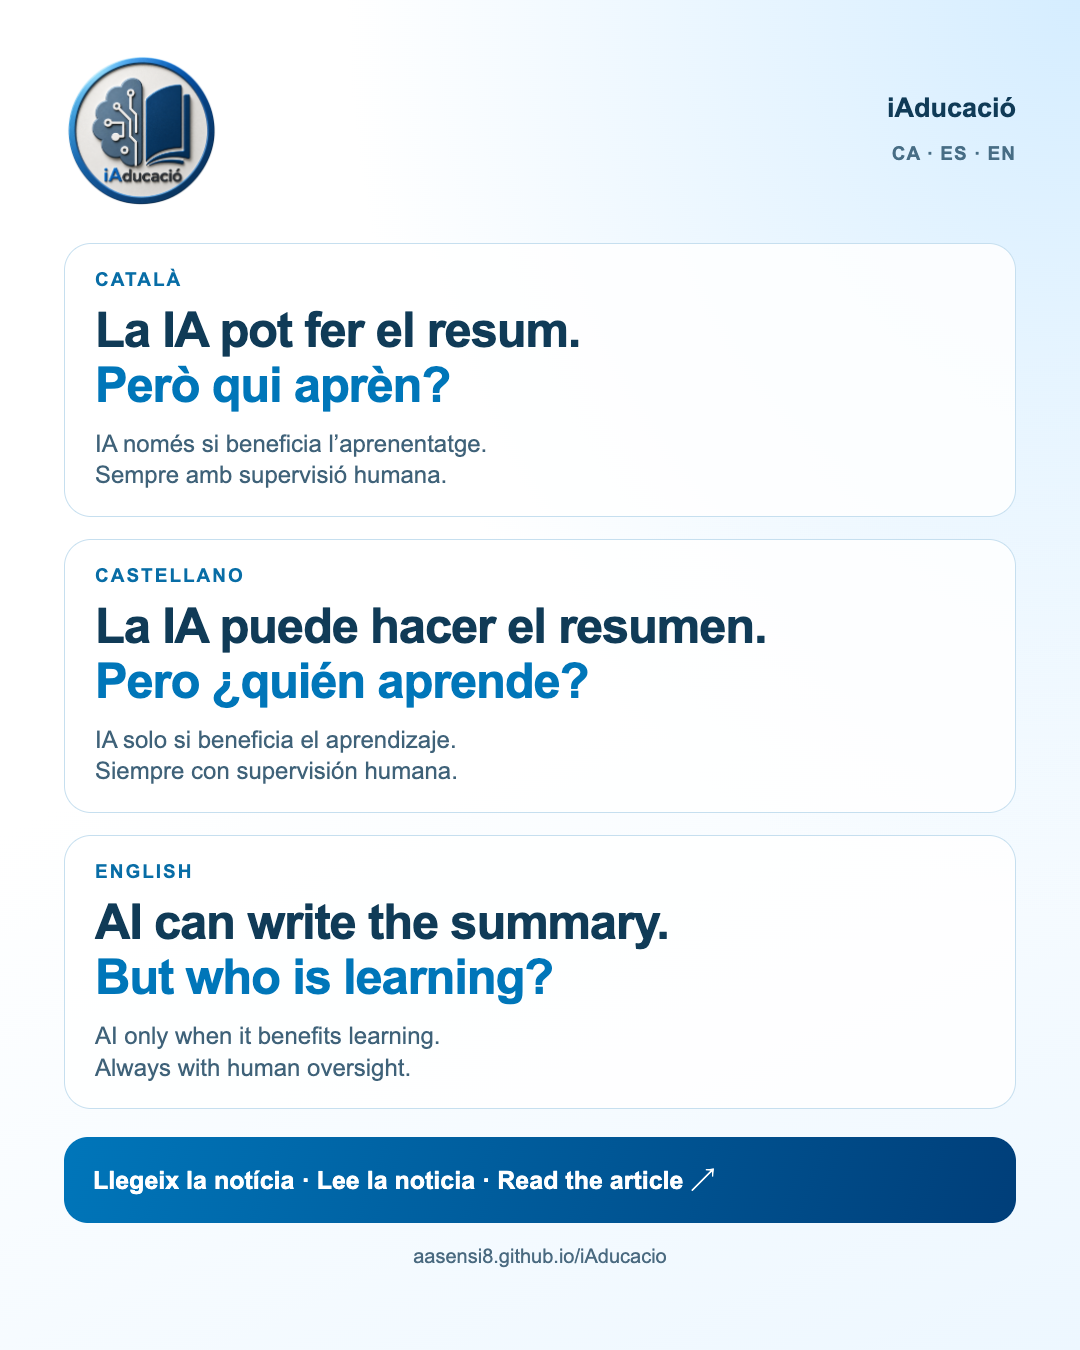 iAducació
iAducació
CA · ES · EN
CATALÀ
La IA pot fer el resum.
Però qui aprèn?
IA només si beneficia l’aprenentatge.
Sempre amb supervisió humana.
CASTELLANO
La IA puede hacer el resumen.
Pero ¿quién aprende?
IA solo si beneficia el aprendizaje.
Siempre con supervisión humana.
ENGLISH
AI can write the summary.
But who is learning?
AI only when it benefits learning.
Always with human oversight.
Llegeix la notícia · Lee la noticia · Read the article ↗
aasensi8.github.io/iAducacio